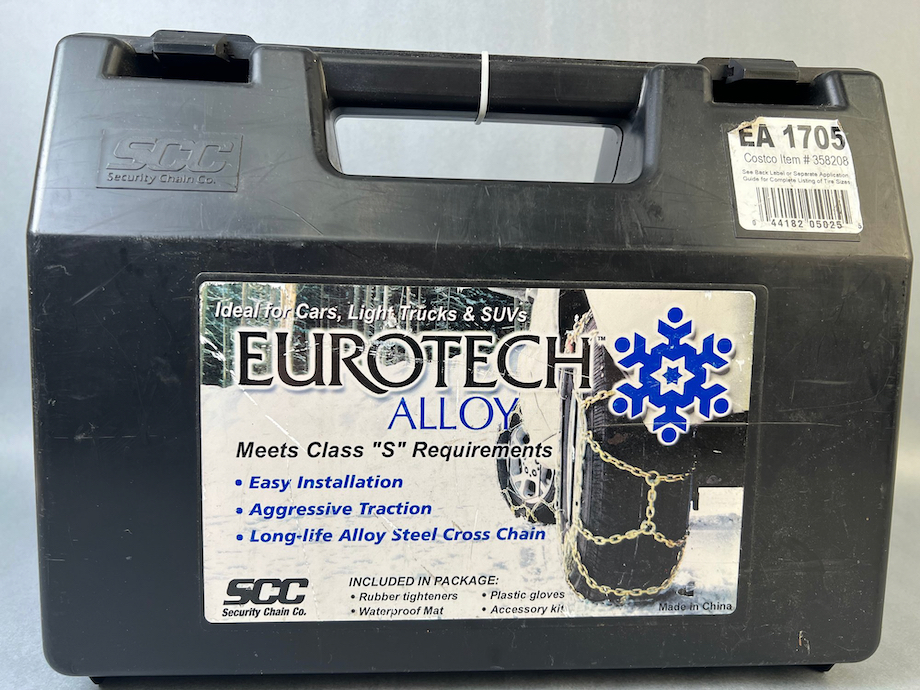 SCC
Security Chain Co.
EA 1705
Costco Item # 358208
See Back Label or Seperate Application
Guide for Complete Listing of Tire Sizes
0 44182 05025 5
Ideal for Cars, Light Trucks & SUVs
EUROTECH™
ALLOY
Meets Class "S" Requirements
• Easy Installation
• Aggressive Traction
• Long-life Alloy Steel Cross Chain
SCC
Security Chain Co.
INCLUDED IN PACKAGE:
• Rubber tighteners • Plastic gloves
• Waterproof Mat • Accessory kit
Made in China